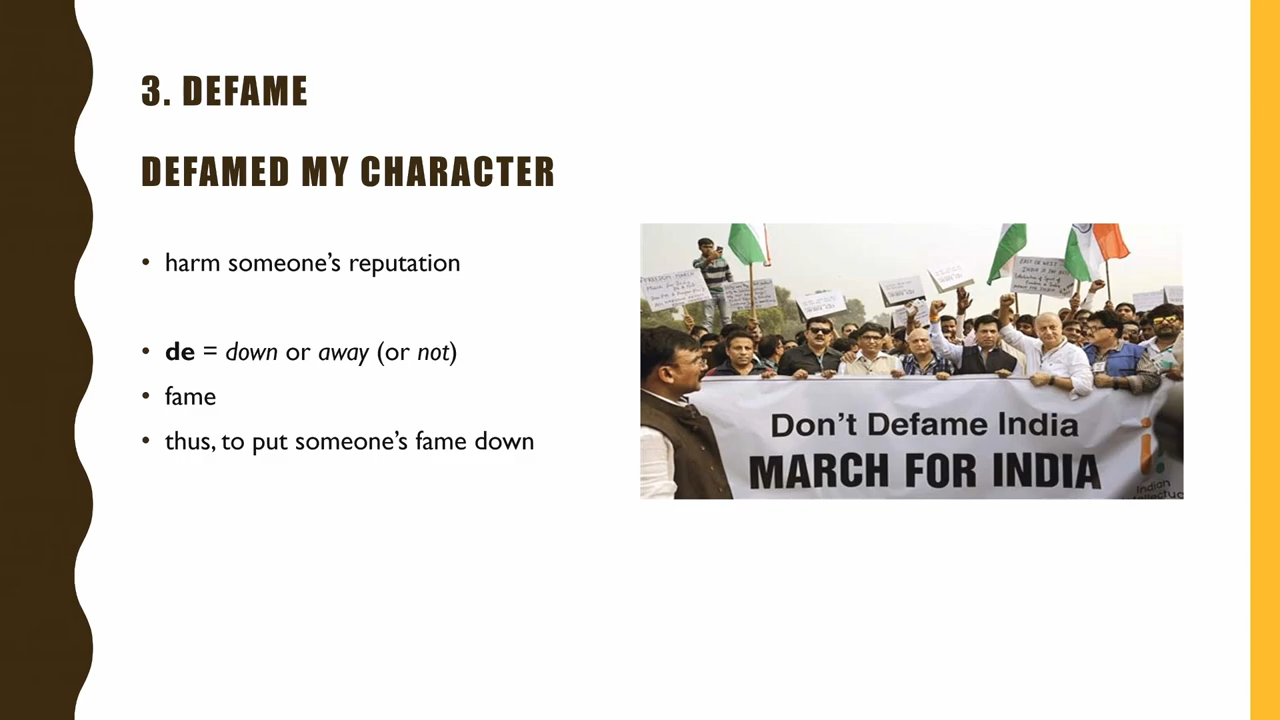 3. DEFAME
DEFAMED MY CHARACTER
• harm someone’s reputation
• de = down or away (or not)
• fame
• thus, to put someone’s fame down
Don't Defame India
MARCH FOR INDIA
Indian